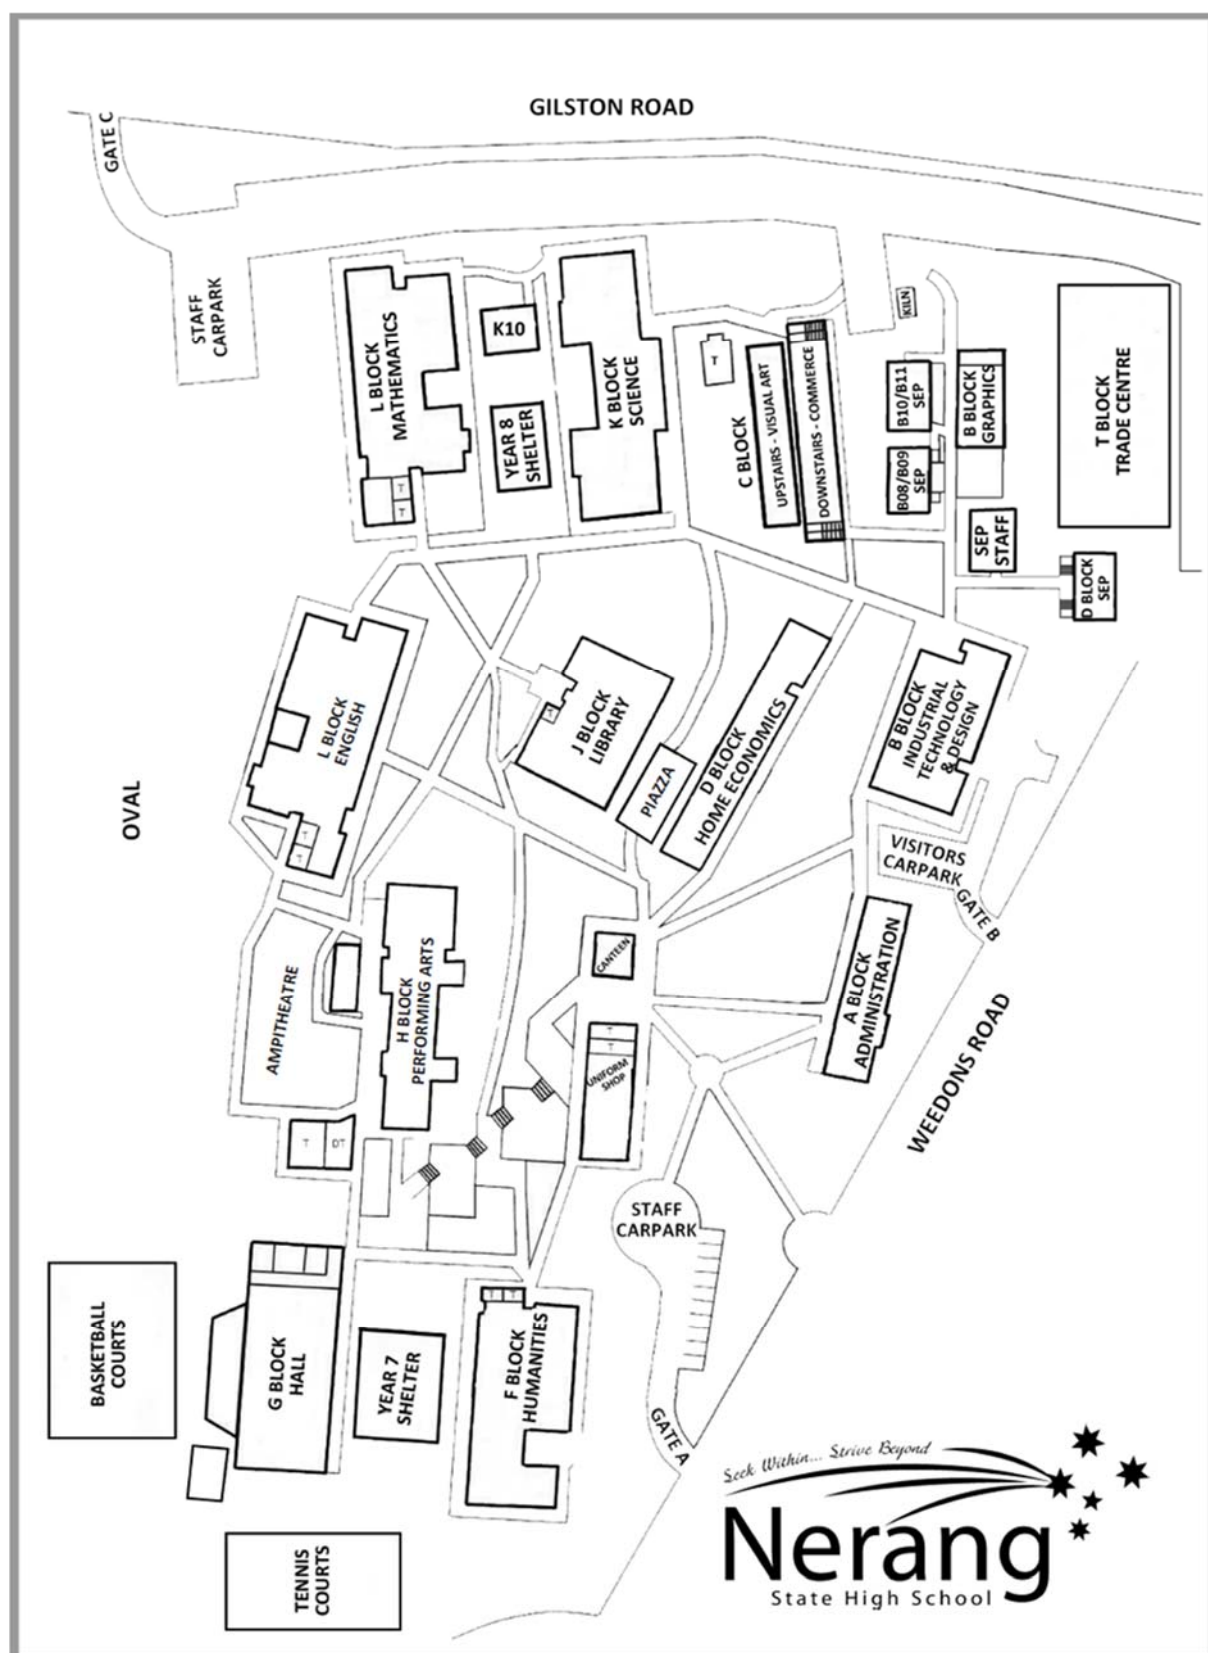 GILSTON ROAD
GATE C
STAFF
CARPARK
L BLOCK
MATHEMATICS
T
T
K10
YEAR 8
SHELTER
K BLOCK
SCIENCE
T
C BLOCK
UPSTAIRS - VISUAL ART
DOWNSTAIRS - COMMERCE
KILN
B10/B11
SEP
B08/B09
SEP
B BLOCK
GRAPHICS
T BLOCK
TRADE CENTRE
SEP
STAFF
D BLOCK
SEP
OVAL
L BLOCK
ENGLISH
T
T
J BLOCK
LIBRARY
T
PIAZZA
D BLOCK
HOME ECONOMICS
B BLOCK
INDUSTRIAL
TECHNOLOGY
& DESIGN
VISITORS
CARPARK
GATE B
A BLOCK
ADMINISTRATION
WEEDONS ROAD
AMPITHEATRE
H BLOCK
PERFORMING ARTS
CANTEEN
T
T
UNIFORM
SHOP
T
DT
STAFF
CARPARK
BASKETBALL
COURTS
G BLOCK
HALL
YEAR 7
SHELTER
T
T
F BLOCK
HUMANITIES
GATE A
TENNIS
COURTS
Seek Within... Strive Beyond
Nerang
State High School